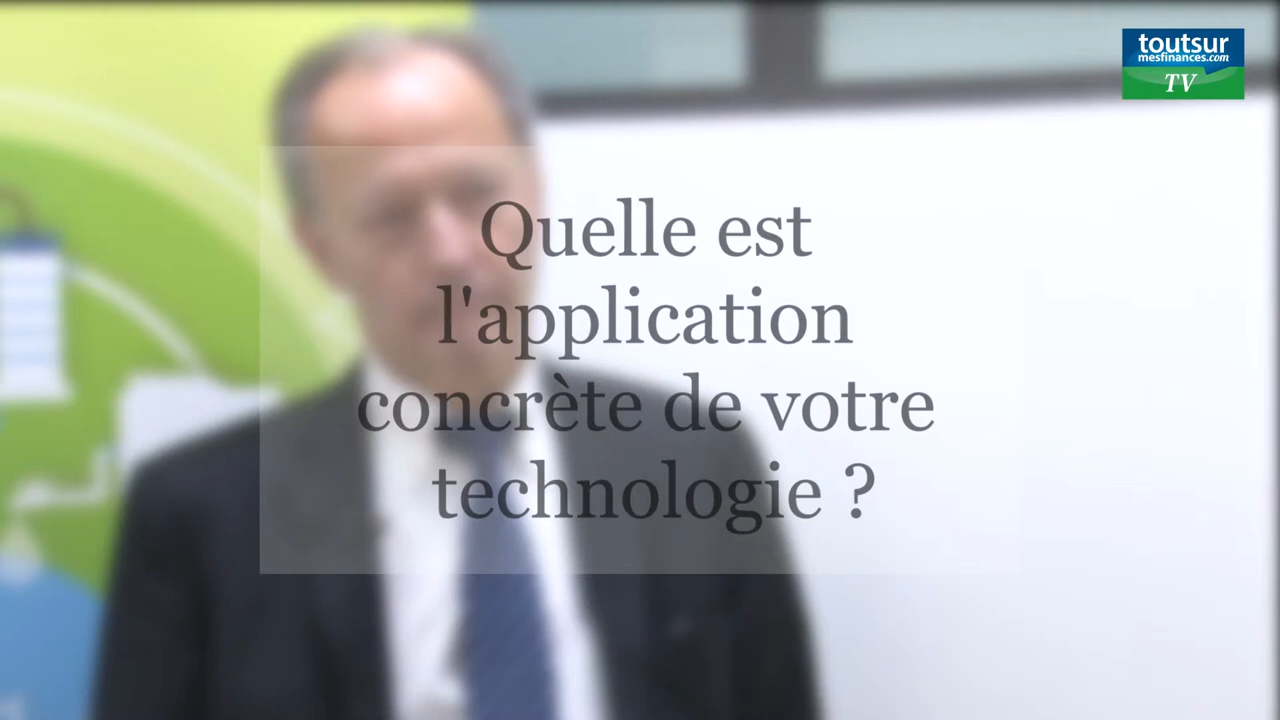 toutsur
mesfinances.com
TV
Quelle est
l'application
concrète de votre
technologie ?